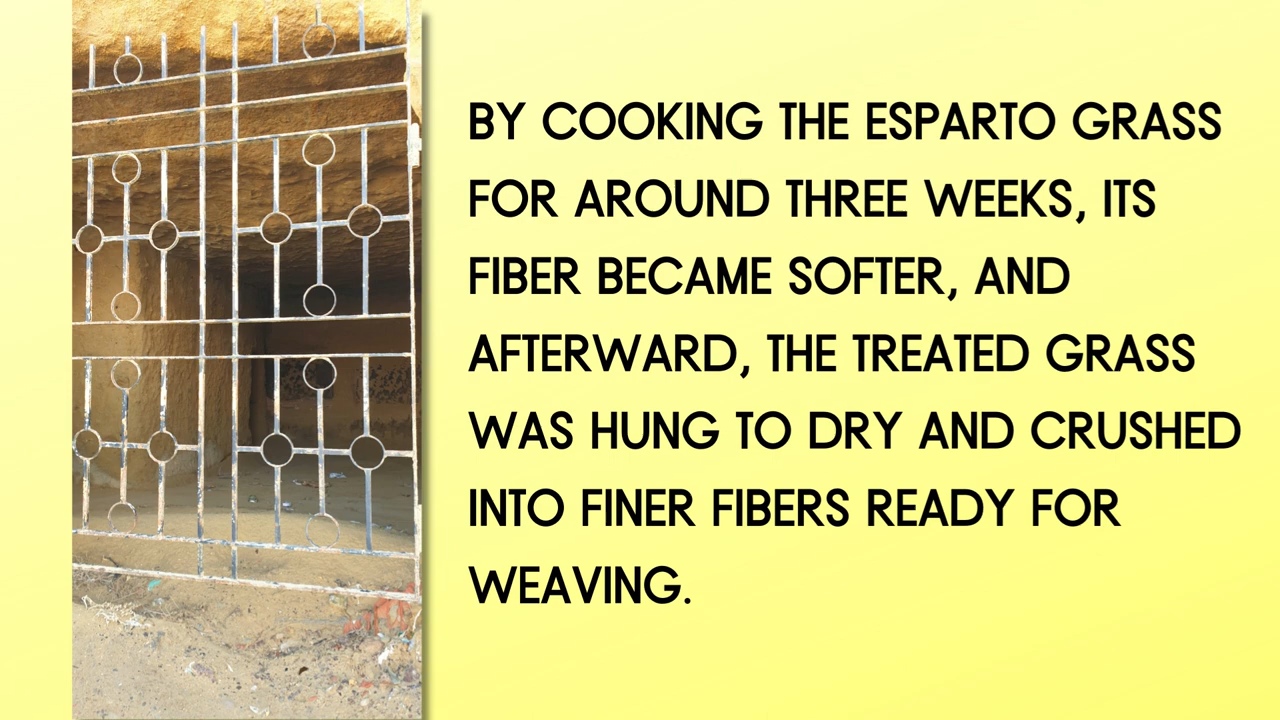 BY COOKING THE ESPARTO GRASS
FOR AROUND THREE WEEKS, ITS
FIBER BECAME SOFTER, AND
AFTERWARD, THE TREATED GRASS
WAS HUNG TO DRY AND CRUSHED
INTO FINER FIBERS READY FOR
WEAVING.